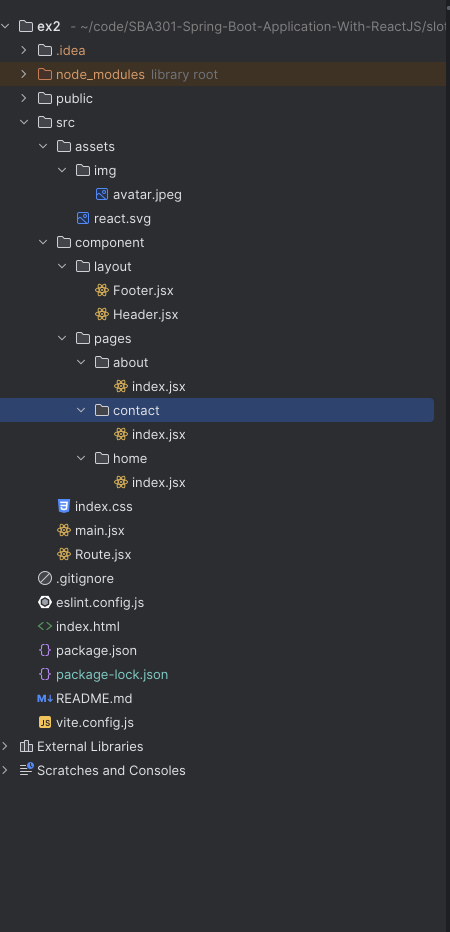 ex2 - ~/code/SBA301-Spring-Boot-Application-With-ReactJS/slot
.idea
node_modules library root
public
src
assets
img
avatar.jpeg
react.svg
component
layout
Footer.jsx
Header.jsx
pages
about
index.jsx
contact
index.jsx
home
index.jsx
index.css
main.jsx
Route.jsx
.gitignore
eslint.config.js
index.html
package.json
package-lock.json
README.md
vite.config.js
External Libraries
Scratches and Consoles